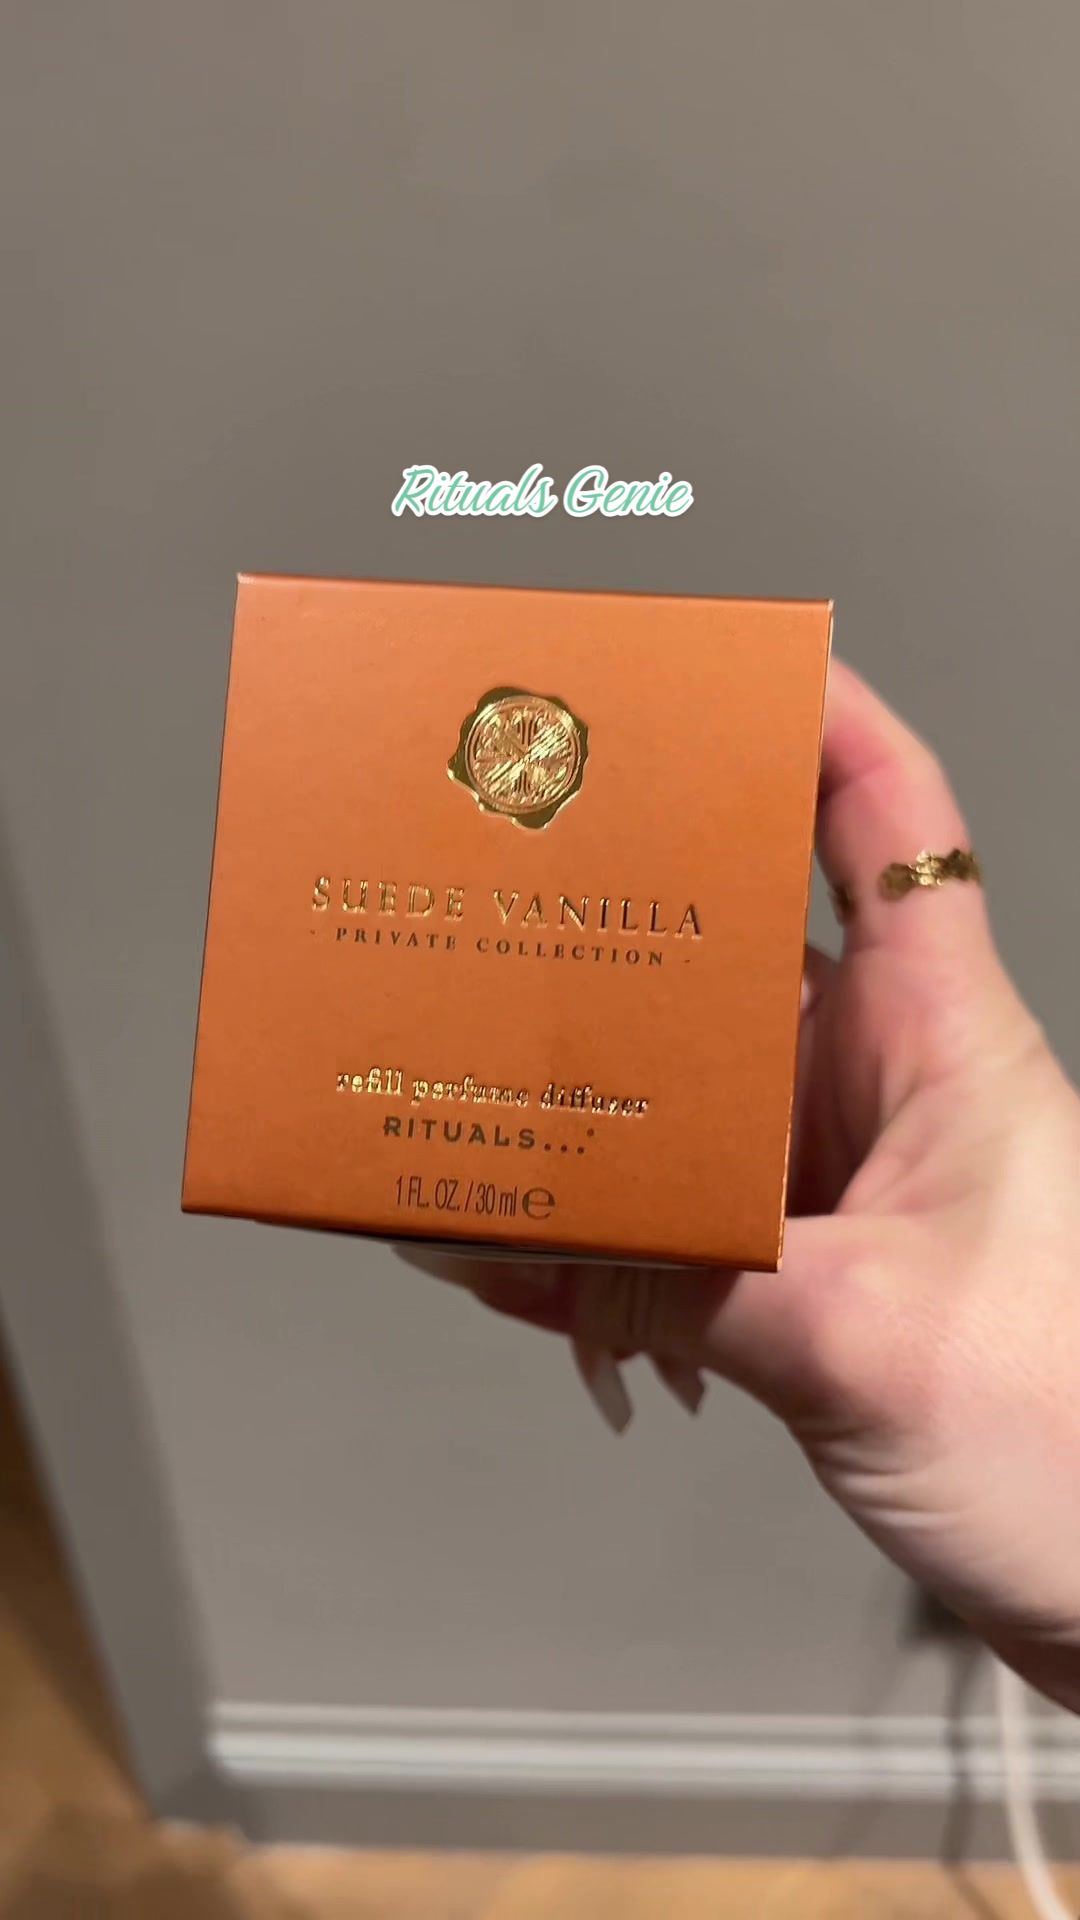 Rituals Genie
SUEDE VANILLA
- PRIVATE COLLECTION -
refill perfume diffuser
RITUALS...®
1 FL. OZ. / 30 ml ℮